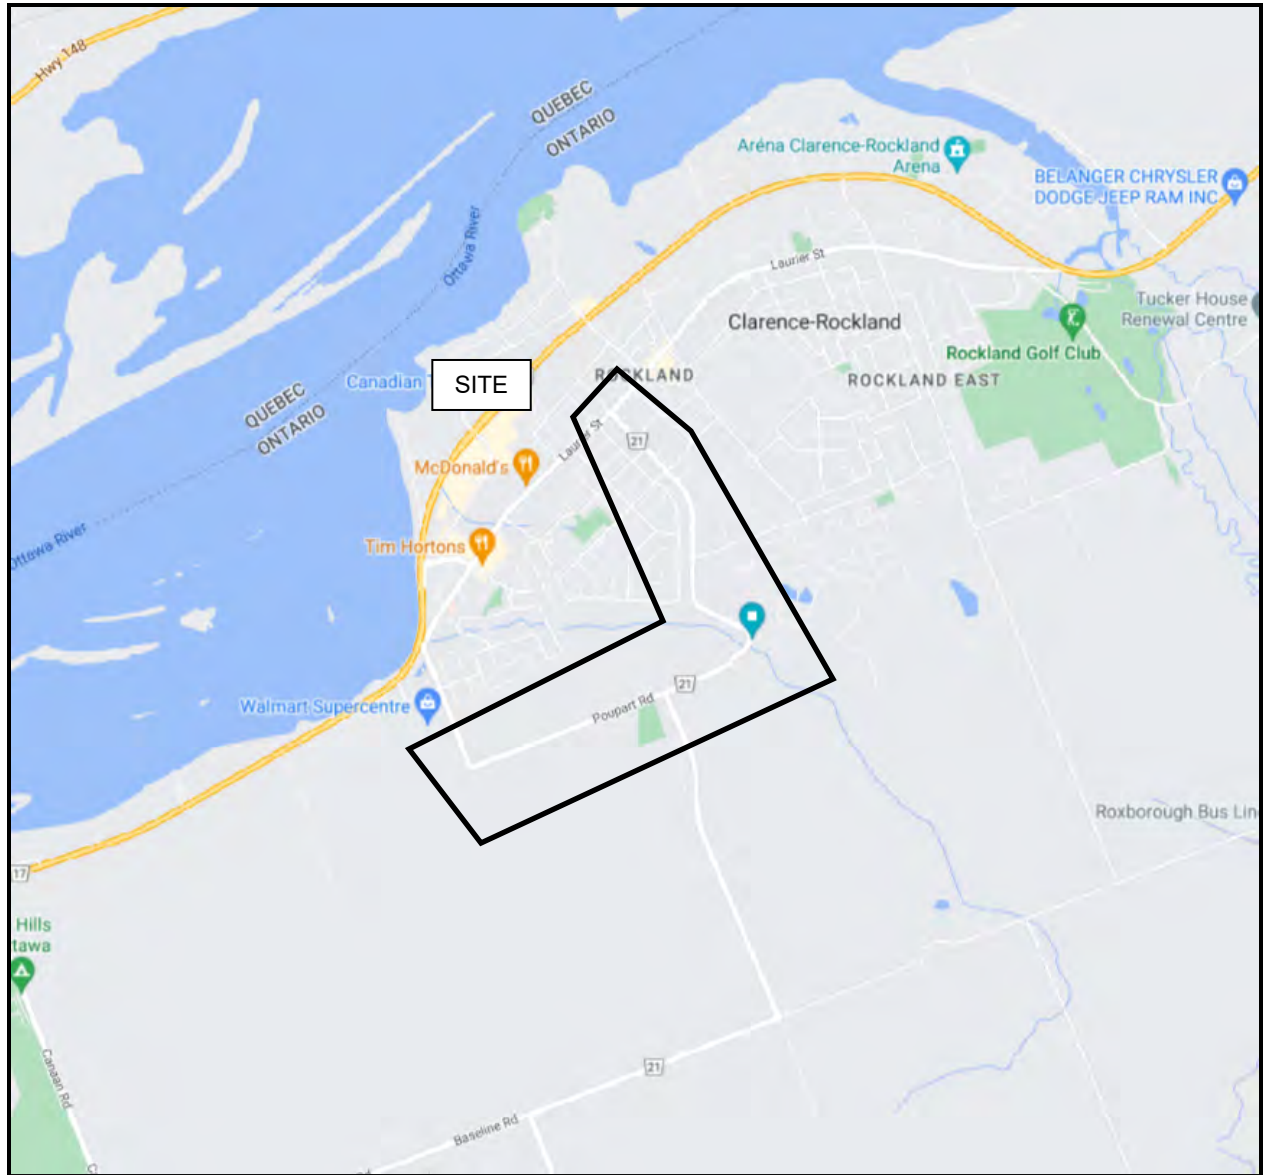 Hwy 148
QUEBEC
ONTARIO
Ottawa River
Aréna Clarence-Rockland
Arena
BELANGER CHRYSLER
DODGE JEEP RAM INC
Laurier St
Tucker House
Renewal Centre
Clarence-Rockland
Rockland Golf Club
ROCKLAND
ROCKLAND EAST
Canadian
SITE
QUEBEC
ONTARIO
Laurier St
21
McDonald's
Ottawa River
Tim Hortons
21
Walmart Supercentre
Poupart Rd
Roxborough Bus Lin
17
Hills
tawa
Canaan Rd
21
Baseline Rd